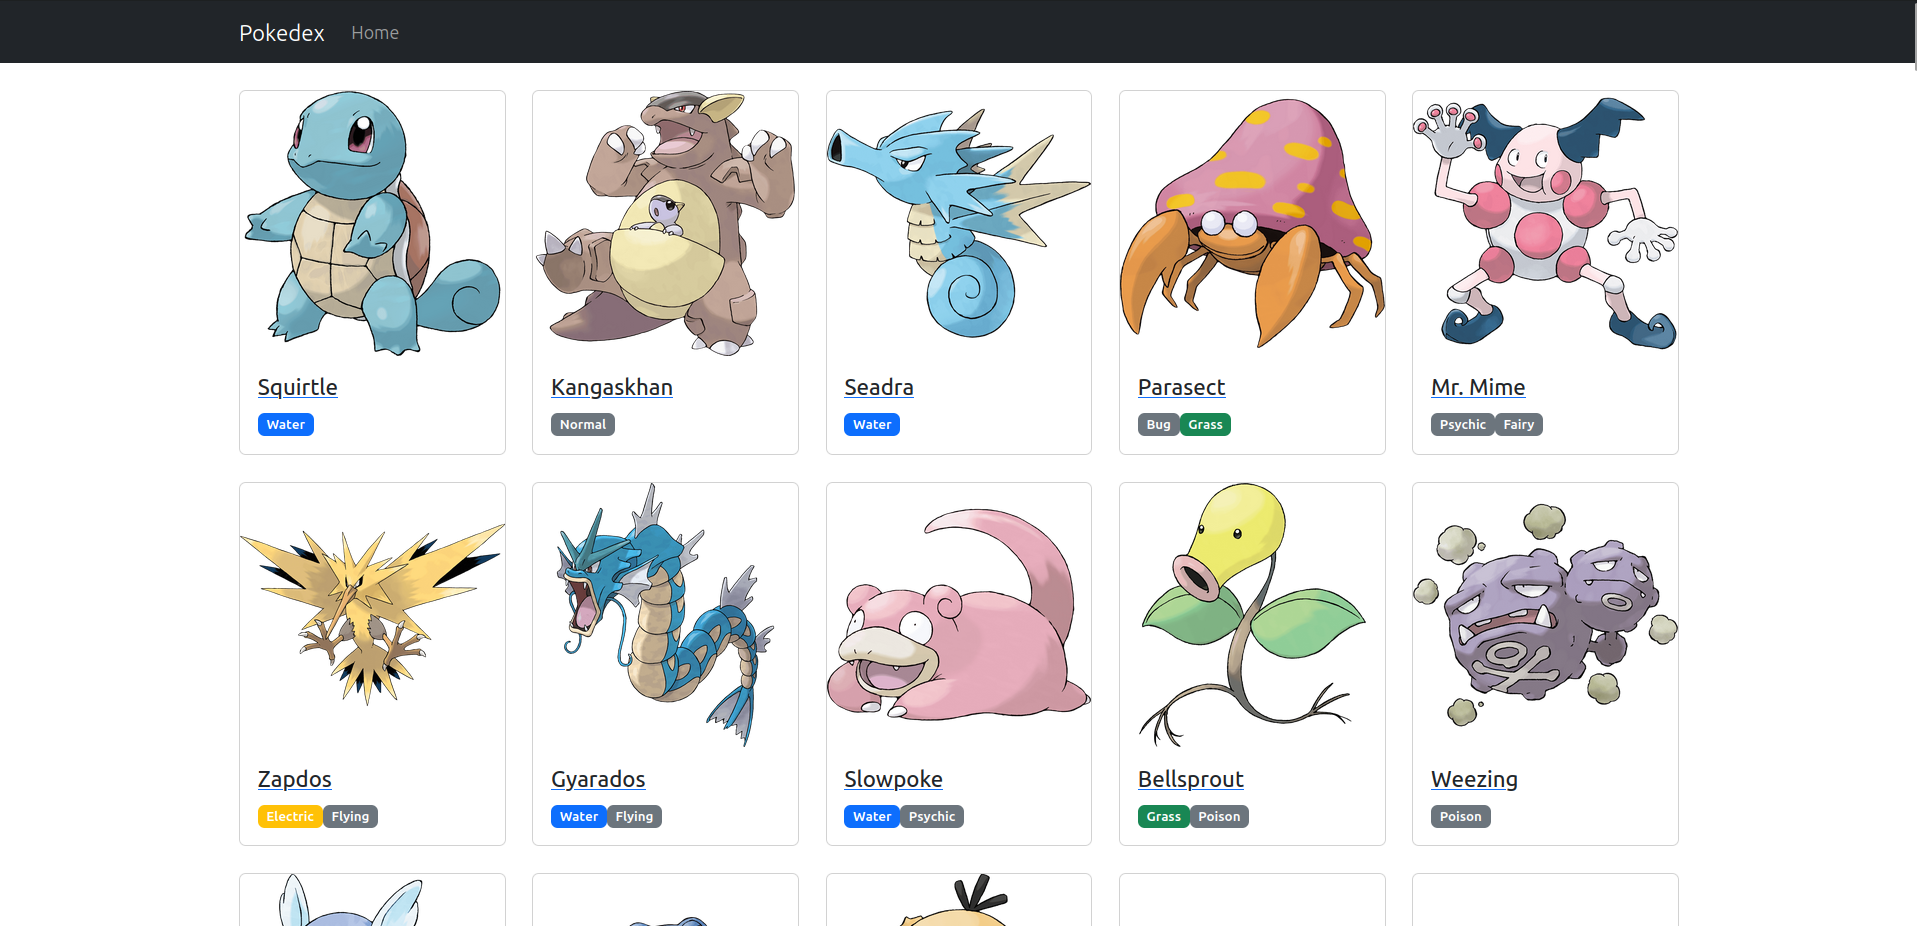 Pokedex Home
Squirtle
Water
Kangaskhan
Normal
Seadra
Water
Parasect
Bug Grass
Mr. Mime
Psychic Fairy
Zapdos
Electric Flying
Gyarados
Water Flying
Slowpoke
Water Psychic
Bellsprout
Grass Poison
Weezing
Poison